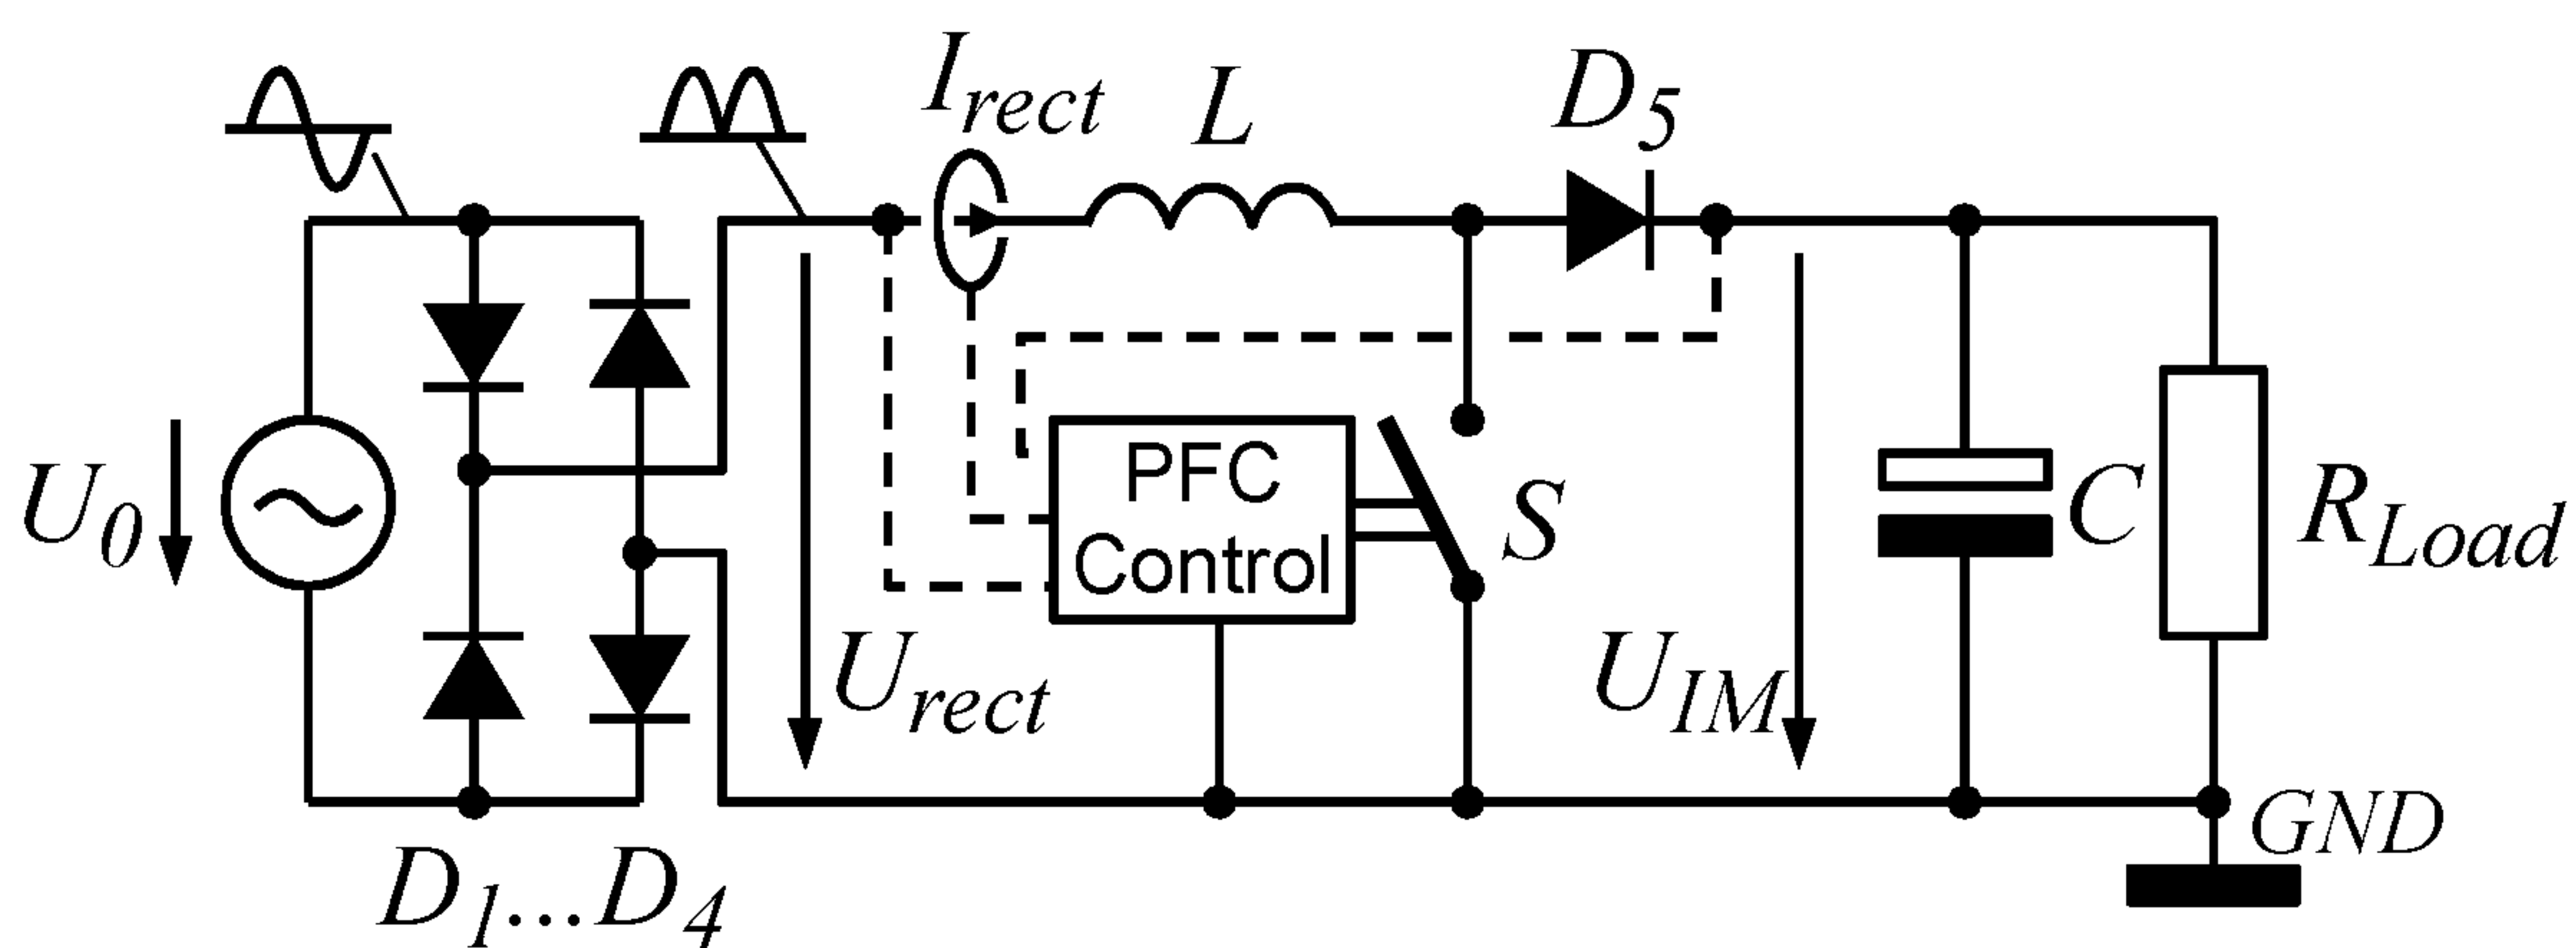 I_rect
L
D_5
U_0
PFC
Control
S
C
R_Load
U_rect
U_IM
GND
D_1...D_4